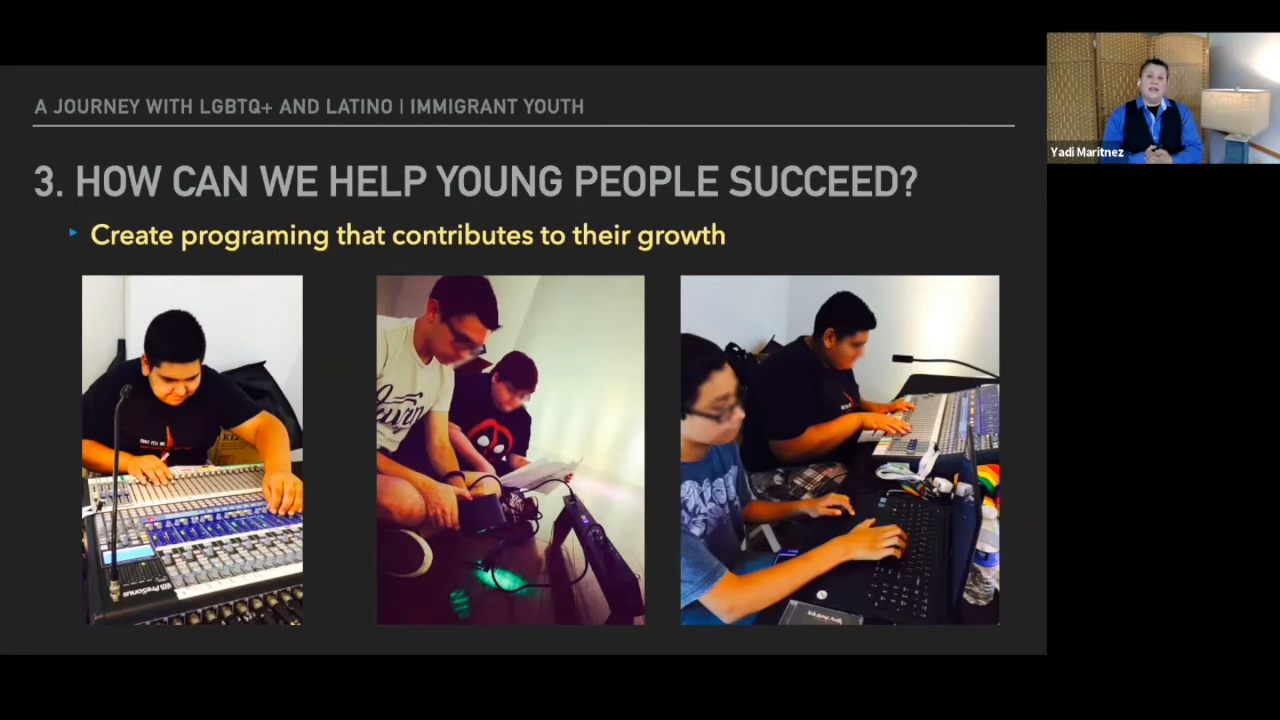 A JOURNEY WITH LGBTQ+ AND LATINO | IMMIGRANT YOUTH
Yadi Maritnez
3. HOW CAN WE HELP YOUNG PEOPLE SUCCEED?
Create programing that contributes to their growth
PreSonus